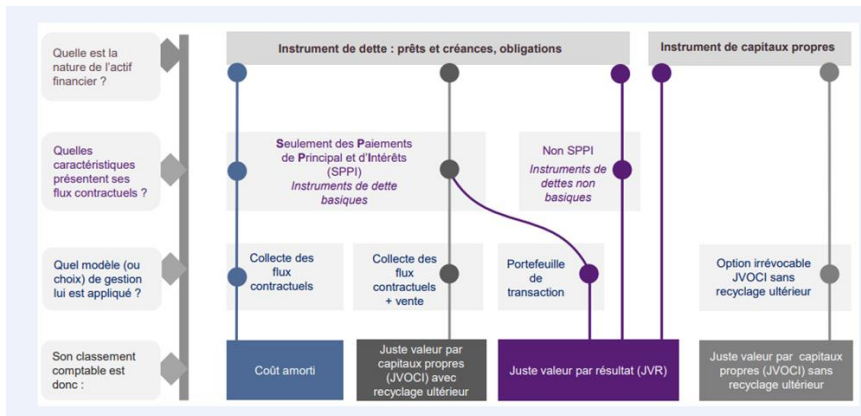 Quelle est la
nature de l'actif
financier ?
Instrument de dette : prêts et créances, obligations
Instrument de capitaux propres
Quelles
caractéristiques
présentent ses
flux contractuels ?
Seulement des Paiements
de Principal et d'Intérêts
(SPPI)
Instruments de dette
basiques
Non SPPI
Instruments de
dettes non
basiques
Quel modèle (ou
choix) de gestion
lui est appliqué ?
Collecte des
flux
contractuels
Collecte des
flux
contractuels
+ vente
Portefeuille
de
transaction
Option irrévocable
JVOCI sans
recyclage ultérieur
Son classement
comptable est
donc :
Coût amorti
Juste valeur par
capitaux propres
(JVOCI) avec
recyclage ultérieur
Juste valeur par résultat (JVR)
Juste valeur par capitaux
propres (JVOCI) sans
recyclage ultérieur